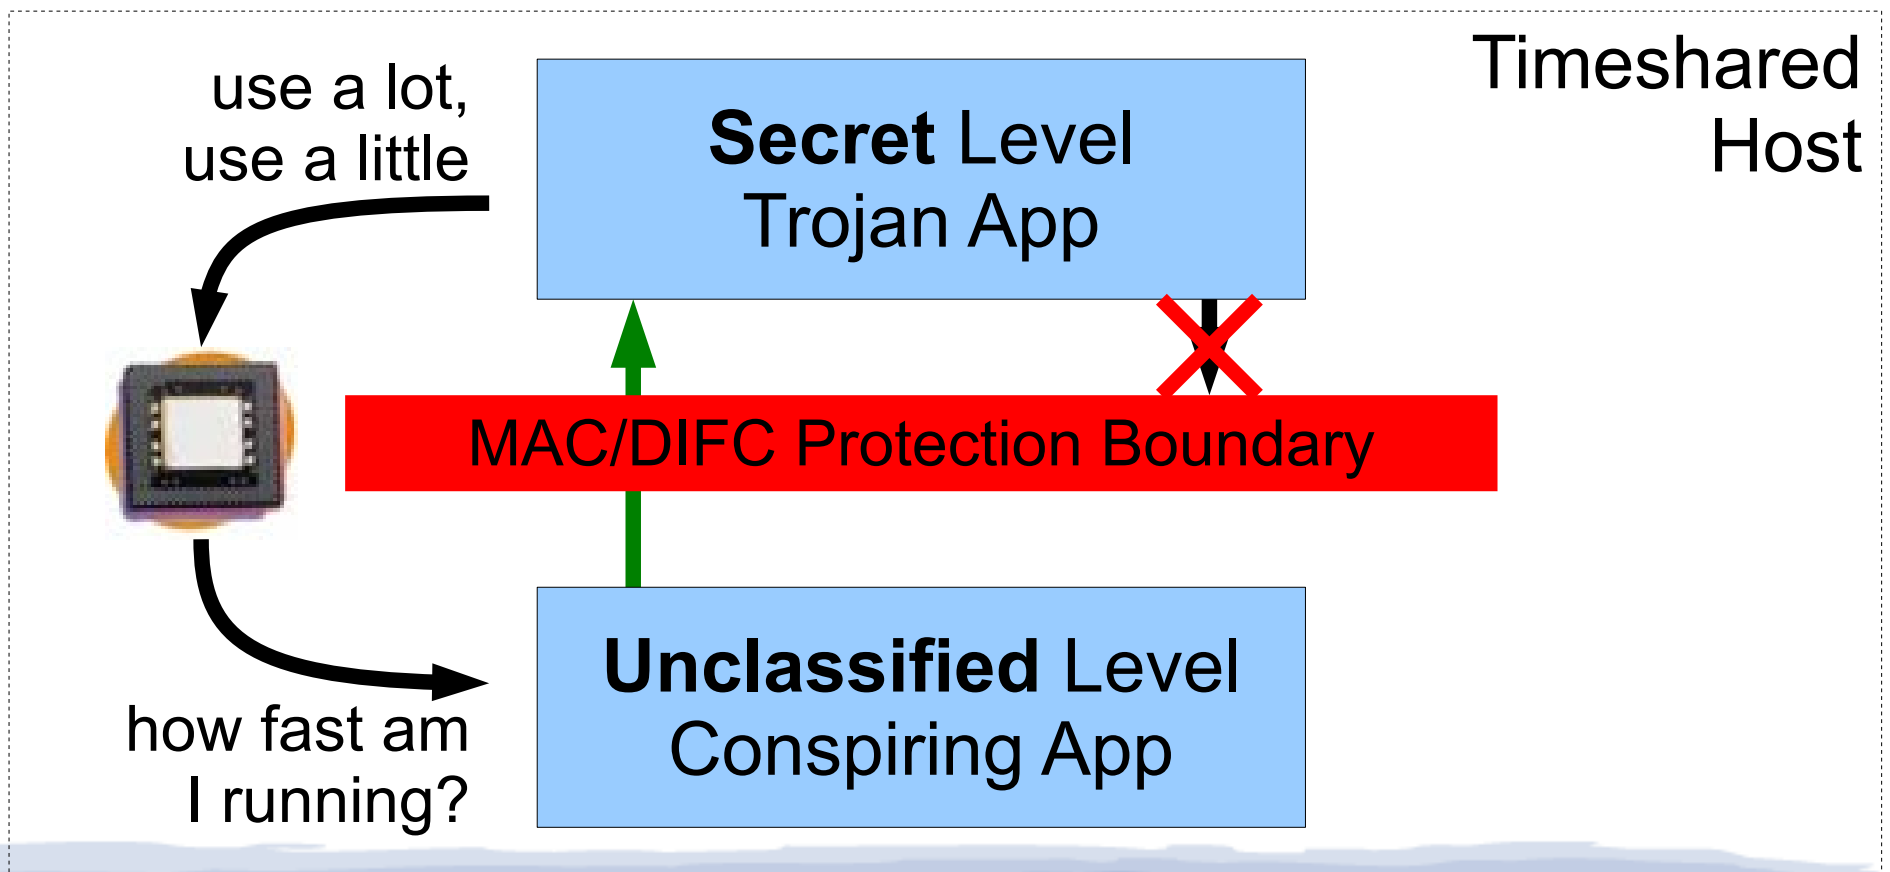 Timeshared
Host
use a lot,
use a little
Secret Level
Trojan App
MAC/DIFC Protection Boundary
Unclassified Level
Conspiring App
how fast am
I running?